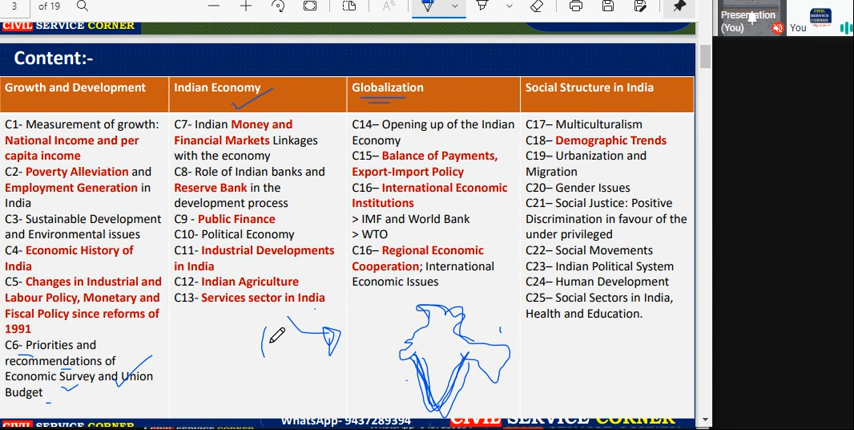 3 of 19
Presentation
(You)
You
CIVIL SERVICE CORNER
Content:-
Growth and Development
C1- Measurement of growth:
National Income and per
capita income
C2- Poverty Alleviation and
Employment Generation in
India
C3- Sustainable Development
and Environmental issues
C4- Economic History of
India
C5- Changes in Industrial and
Labour Policy, Monetary and
Fiscal Policy since reforms of
1991
C6- Priorities and
recommendations of
Economic Survey and Union
Budget
Indian Economy
C7- Indian Money and
Financial Markets Linkages
with the economy
C8- Role of Indian banks and
Reserve Bank in the
development process
C9 - Public Finance
C10- Political Economy
C11- Industrial Developments
in India
C12- Indian Agriculture
C13- Services sector in India
Globalization
C14– Opening up of the Indian
Economy
C15– Balance of Payments,
Export-Import Policy
C16– International Economic
Institutions
> IMF and World Bank
> WTO
C16– Regional Economic
Cooperation; International
Economic Issues
Social Structure in India
C17– Multiculturalism
C18– Demographic Trends
C19– Urbanization and
Migration
C20– Gender Issues
C21– Social Justice: Positive
Discrimination in favour of the
under privileged
C22– Social Movements
C23– Indian Political System
C24– Human Development
C25– Social Sectors in India,
Health and Education.
CIVIL SERVICE CORNER
WhatsApp- 9437289394
CIVIL SERVICE CORNER